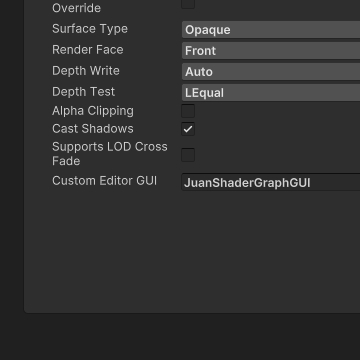 Override
Surface Type Opaque
Render Face Front
Depth Write Auto
Depth Test LEqual
Alpha Clipping
Cast Shadows
Supports LOD Cross
Fade
Custom Editor GUI JuanShaderGraphGUI